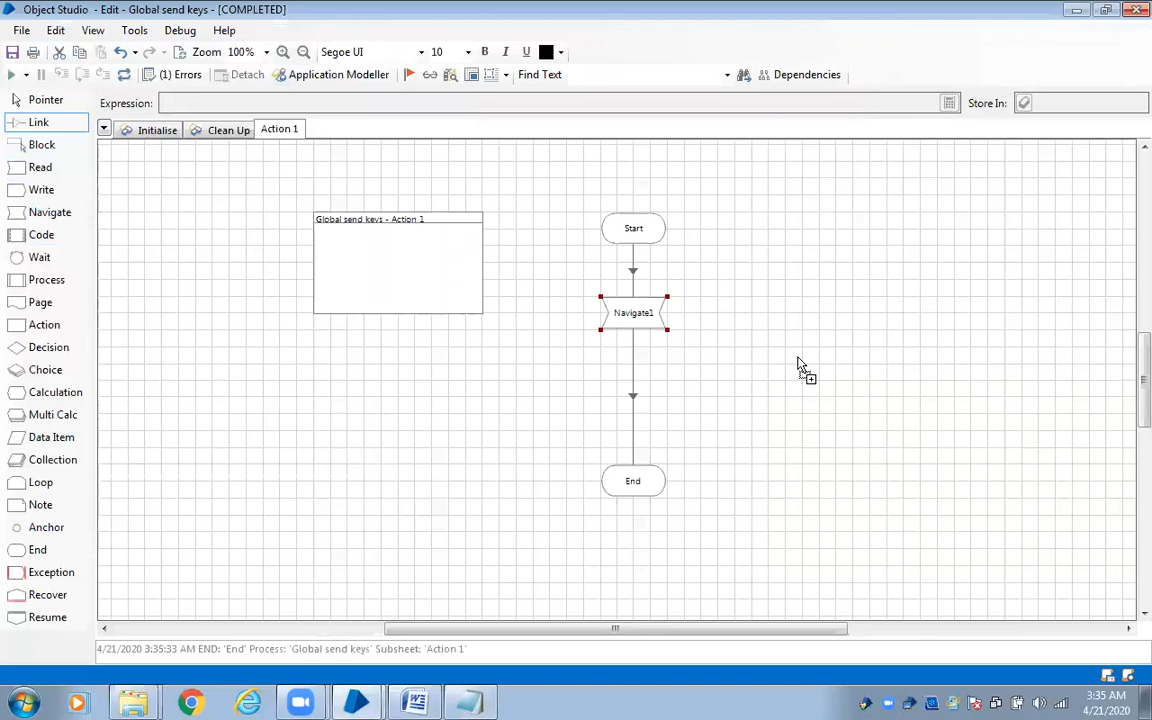 Object Studio - Edit - Global send keys - [COMPLETED]
File Edit View Tools Debug Help
Zoom 100% Segoe UI 10 B I U
(1) Errors Detach Application Modeller Find Text Dependencies
Expression: Store In:
Initialise Clean Up Action 1
Pointer
Link
Block
Read
Write
Navigate
Code
Wait
Process
Page
Action
Decision
Choice
Calculation
Multi Calc
Data Item
Collection
Loop
Note
Anchor
End
Exception
Recover
Resume
Global send keys - Action 1
Start
Navigate1
End
4/21/2020 3:35:33 AM END: 'End' Process: 'Global send keys' Subsheet: 'Action 1'
3:35 AM
4/21/2020